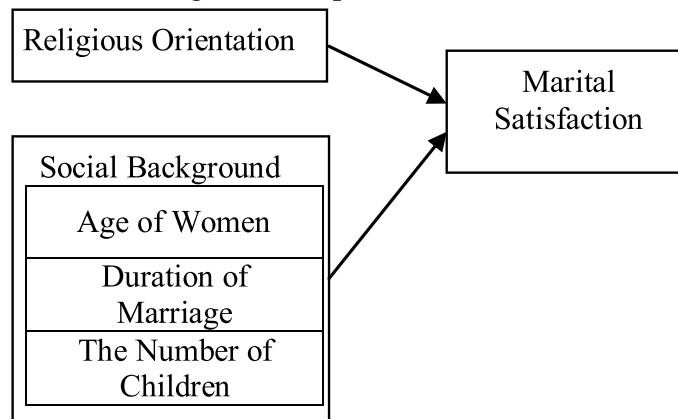 Religious Orientation
Marital
Satisfaction
Social Background
Age of Women
Duration of
Marriage
The Number of
Children